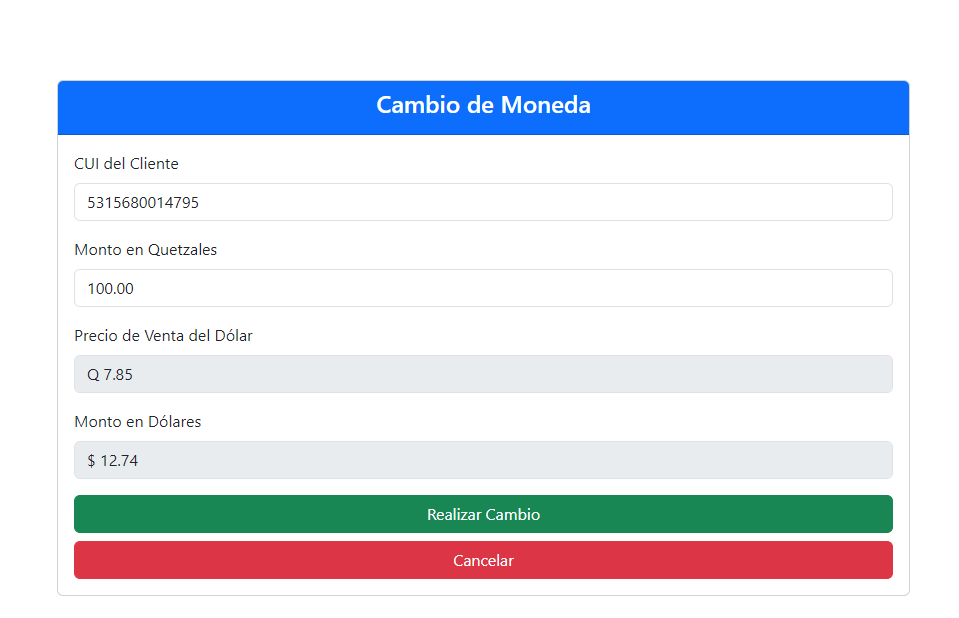 Cambio de Moneda
CUI del Cliente
5315680014795
Monto en Quetzales
100.00
Precio de Venta del Dólar
Q 7.85
Monto en Dólares
$ 12.74
Realizar Cambio
Cancelar